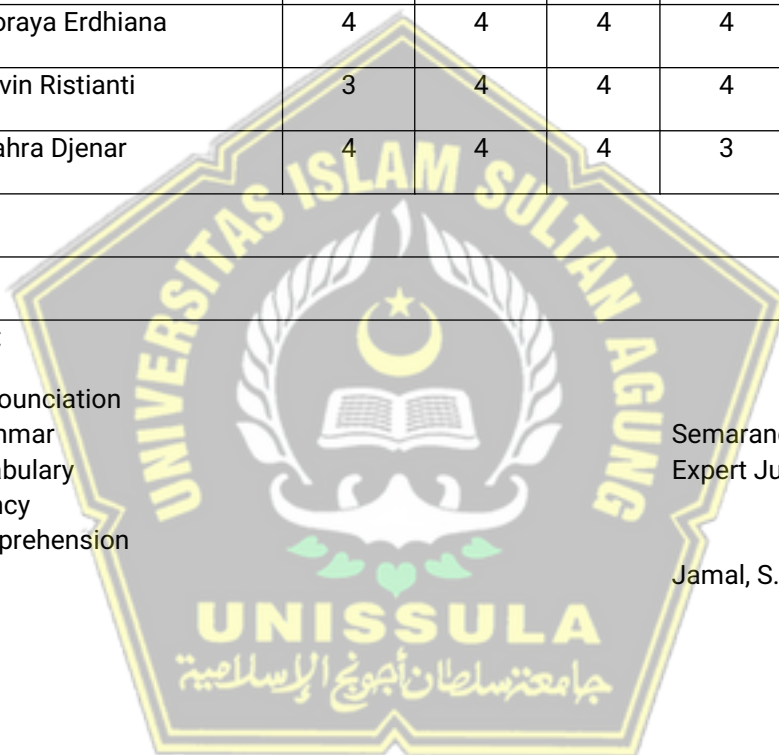 oraya Erdhiana 4 4 4 4
vin Ristianti 3 4 4 4
ahra Djenar 4 4 4 3
:
ounciation
nmar
abulary
ncy
prehension
Semaran
Expert Ju
Jamal, S.
UNIVERSITAS ISLAM SULTAN AGUNG
UNISSULA
جامعة سلطان أجونج الإسلامية